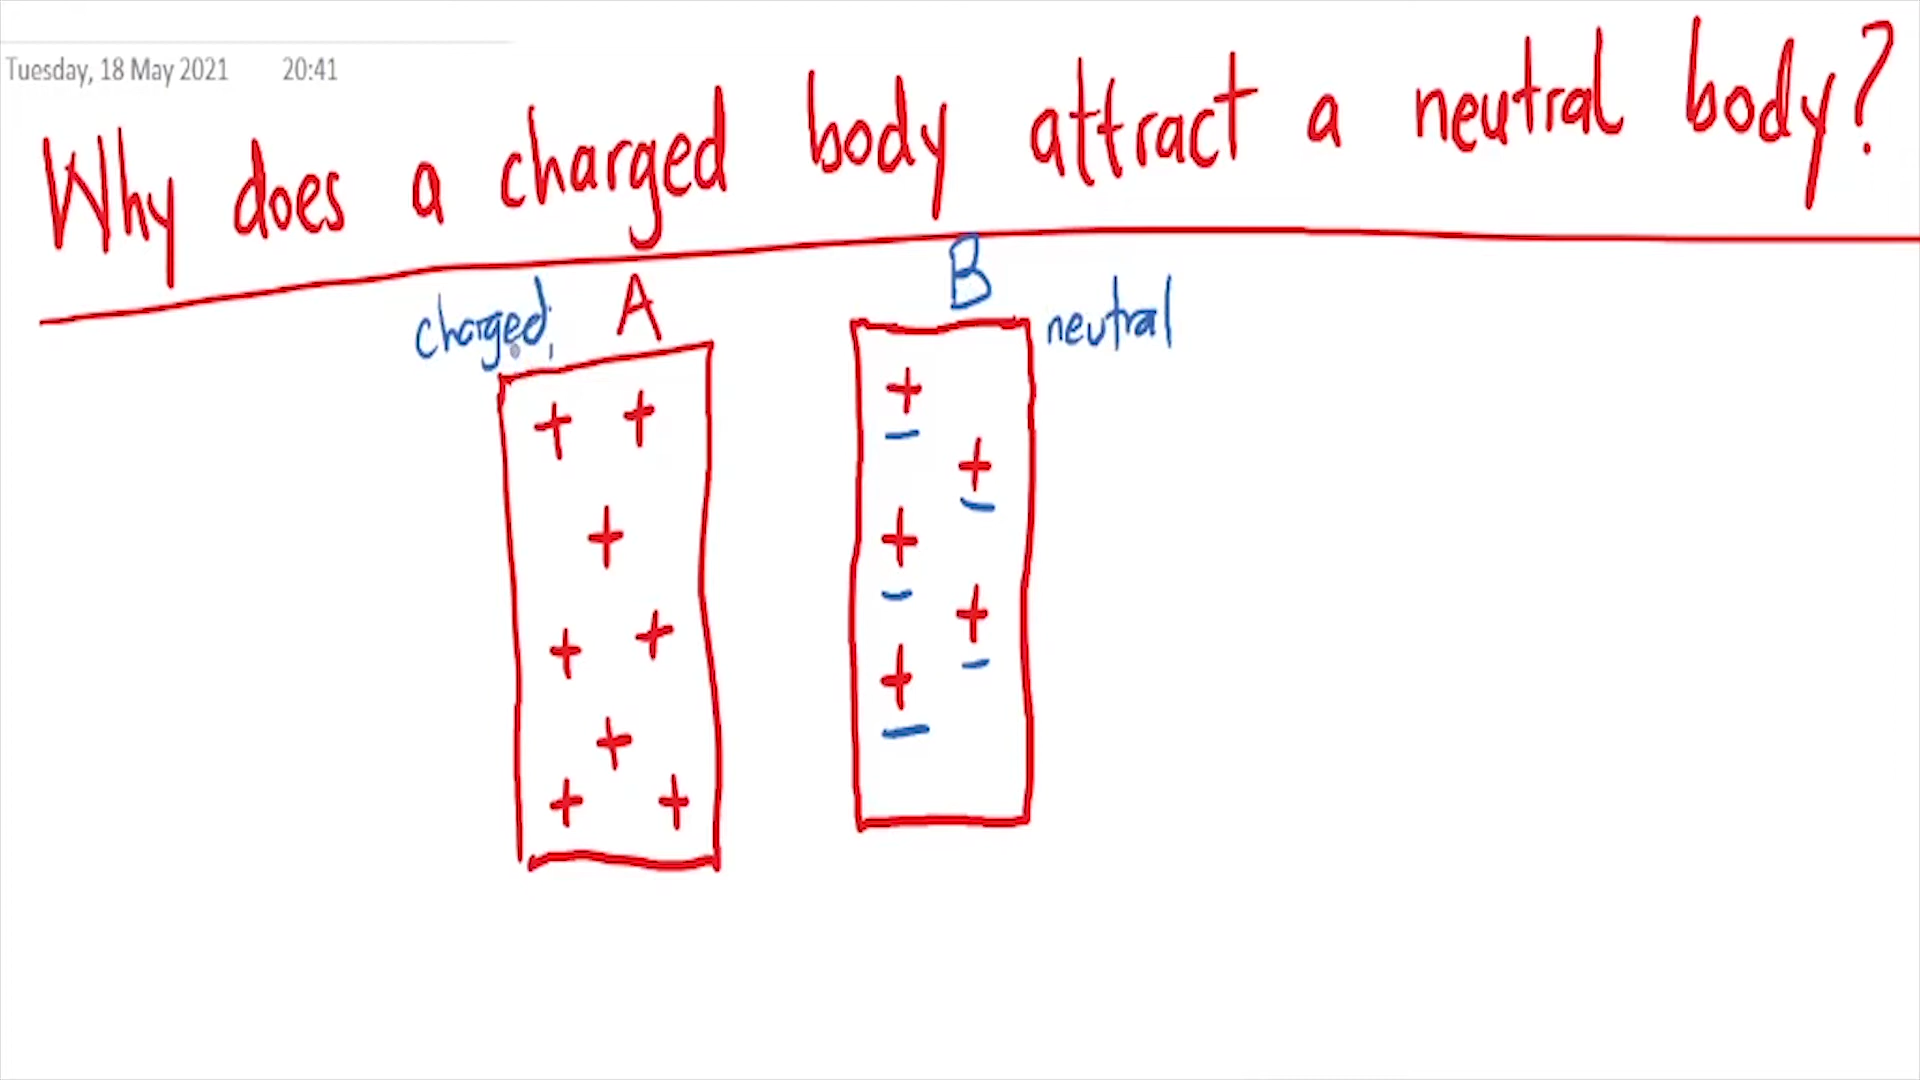 Tuesday, 18 May 2021 20:41
Why does a charged body attract a neutral body?
charged, A B neutral
+ + +
− +
− + +
− + + +
− + +
− +
− + + +